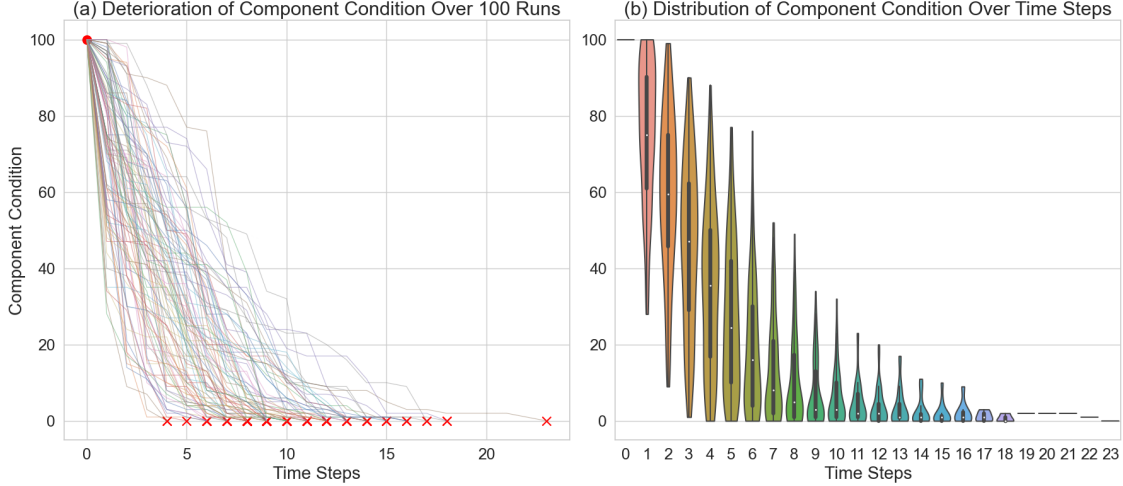 (a) Deterioration of Component Condition Over 100 Runs
100
80
60
40
20
0
Component Condition
0 5 10 15 20
Time Steps
(b) Distribution of Component Condition Over Time Steps
100
80
60
40
20
0
0 1 2 3 4 5 6 7 8 9 10 11 12 13 14 15 16 17 18 19 20 21 22 23
Time Steps